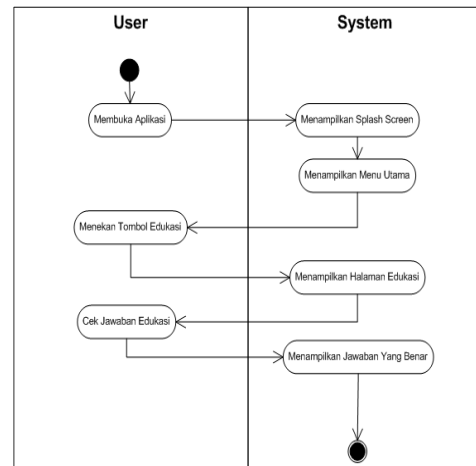 User
System
Membuka Aplikasi
Menampilkan Splash Screen
Menampilkan Menu Utama
Menekan Tombol Edukasi
Menampilkan Halaman Edukasi
Cek Jawaban Edukasi
Menampilkan Jawaban Yang Benar